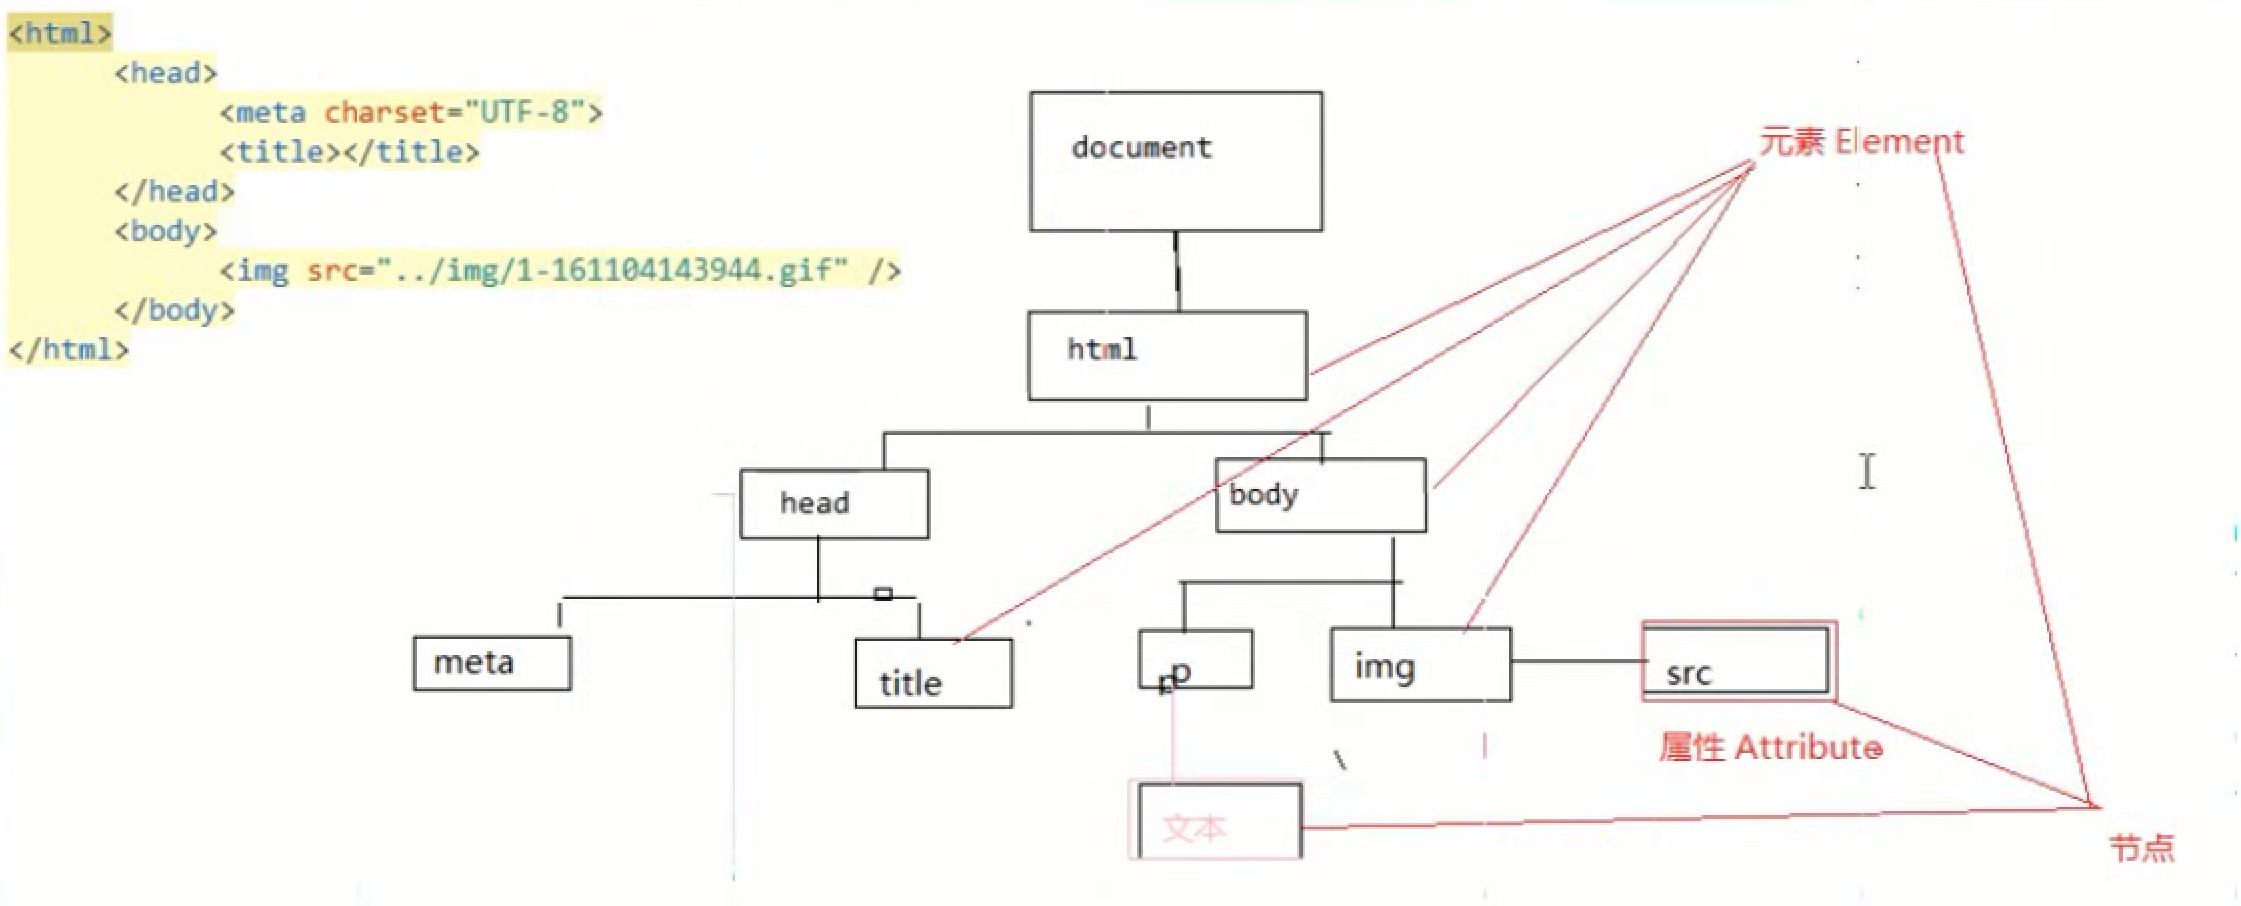 <html>
<head>
<meta charset="UTF-8">
<title></title>
</head>
<body>
<img src="../img/1-161104143944.gif" />
</body>
</html>
document
元素 Element
html
head
body
meta
title
p
p
img
src
属性 Attribute
文本
节点